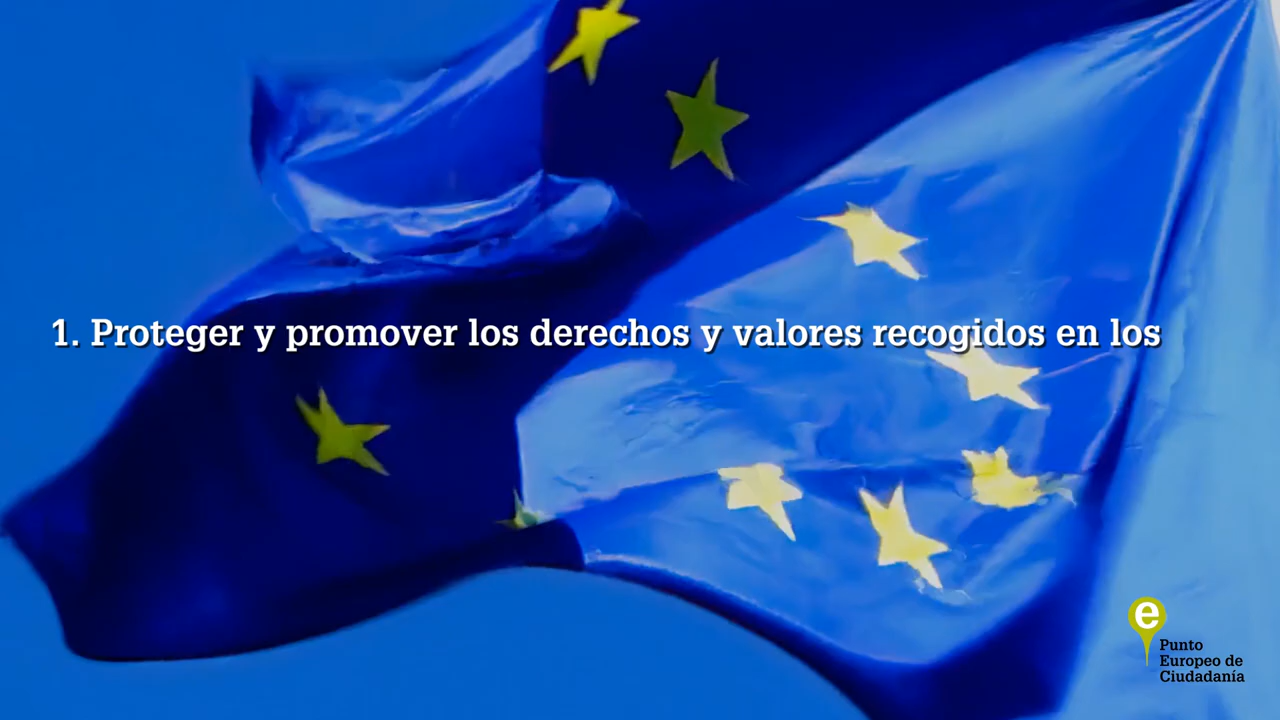 1. Proteger y promover los derechos y valores recogidos en los
e
Punto
Europeo de
Ciudadanía